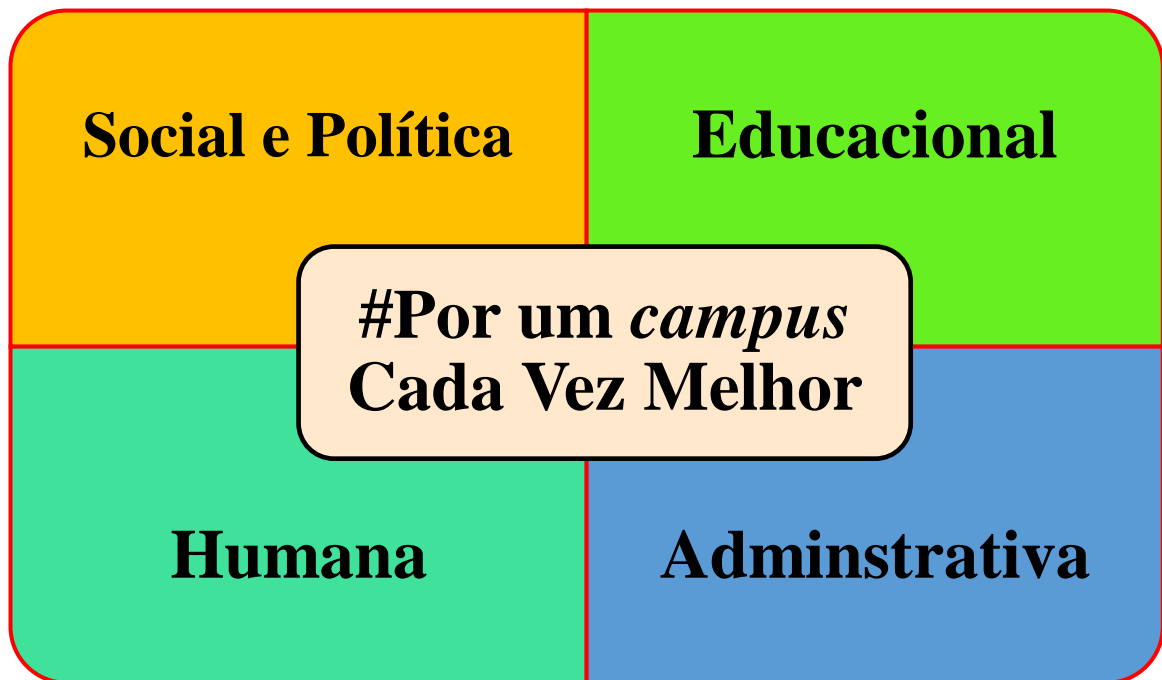 Social e Política
Educacional
#Por um campus
Cada Vez Melhor
Humana
Adminstrativa